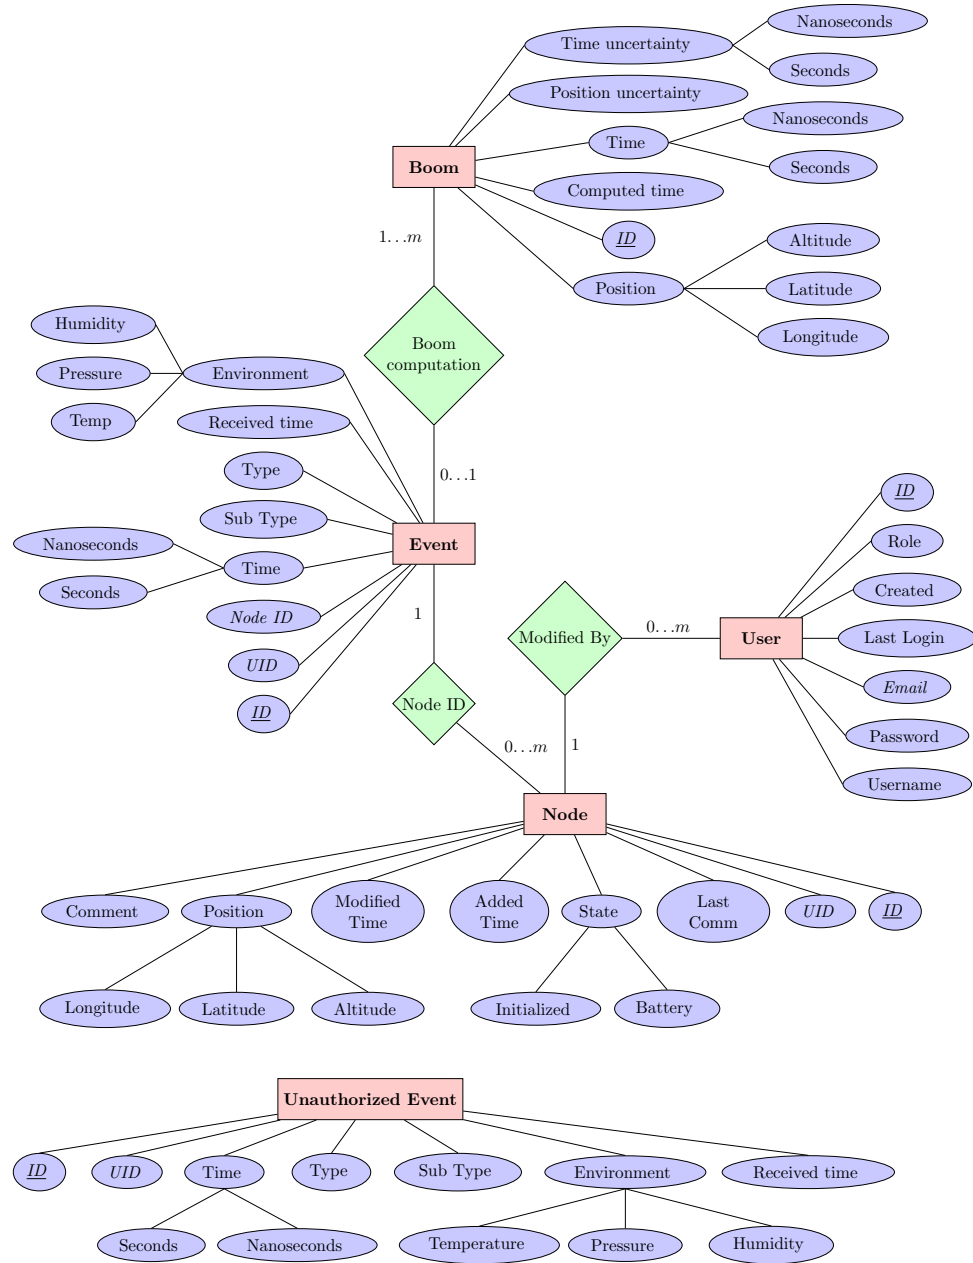 Nanoseconds
Time uncertainty
Seconds
Position uncertainty
Nanoseconds
Time
Boom
Seconds
Computed time
1...m
ID
Altitude
Position
Latitude
Humidity
Longitude
Boom
computation
Pressure
Environment
Temp
Received time
Type
0...1
ID
Sub Type
Role
Nanoseconds
Event
Time
Seconds
Created
Node ID
1
Modified By
0...m
User
Last Login
UID
Email
ID
Node ID
Password
0...m
1
Username
Node
Comment
Position
Modified
Time
Added
Time
State
Last
Comm
UID
ID
Longitude
Latitude
Altitude
Initialized
Battery
Unauthorized Event
ID
UID
Time
Type
Sub Type
Environment
Received time
Seconds
Nanoseconds
Temperature
Pressure
Humidity